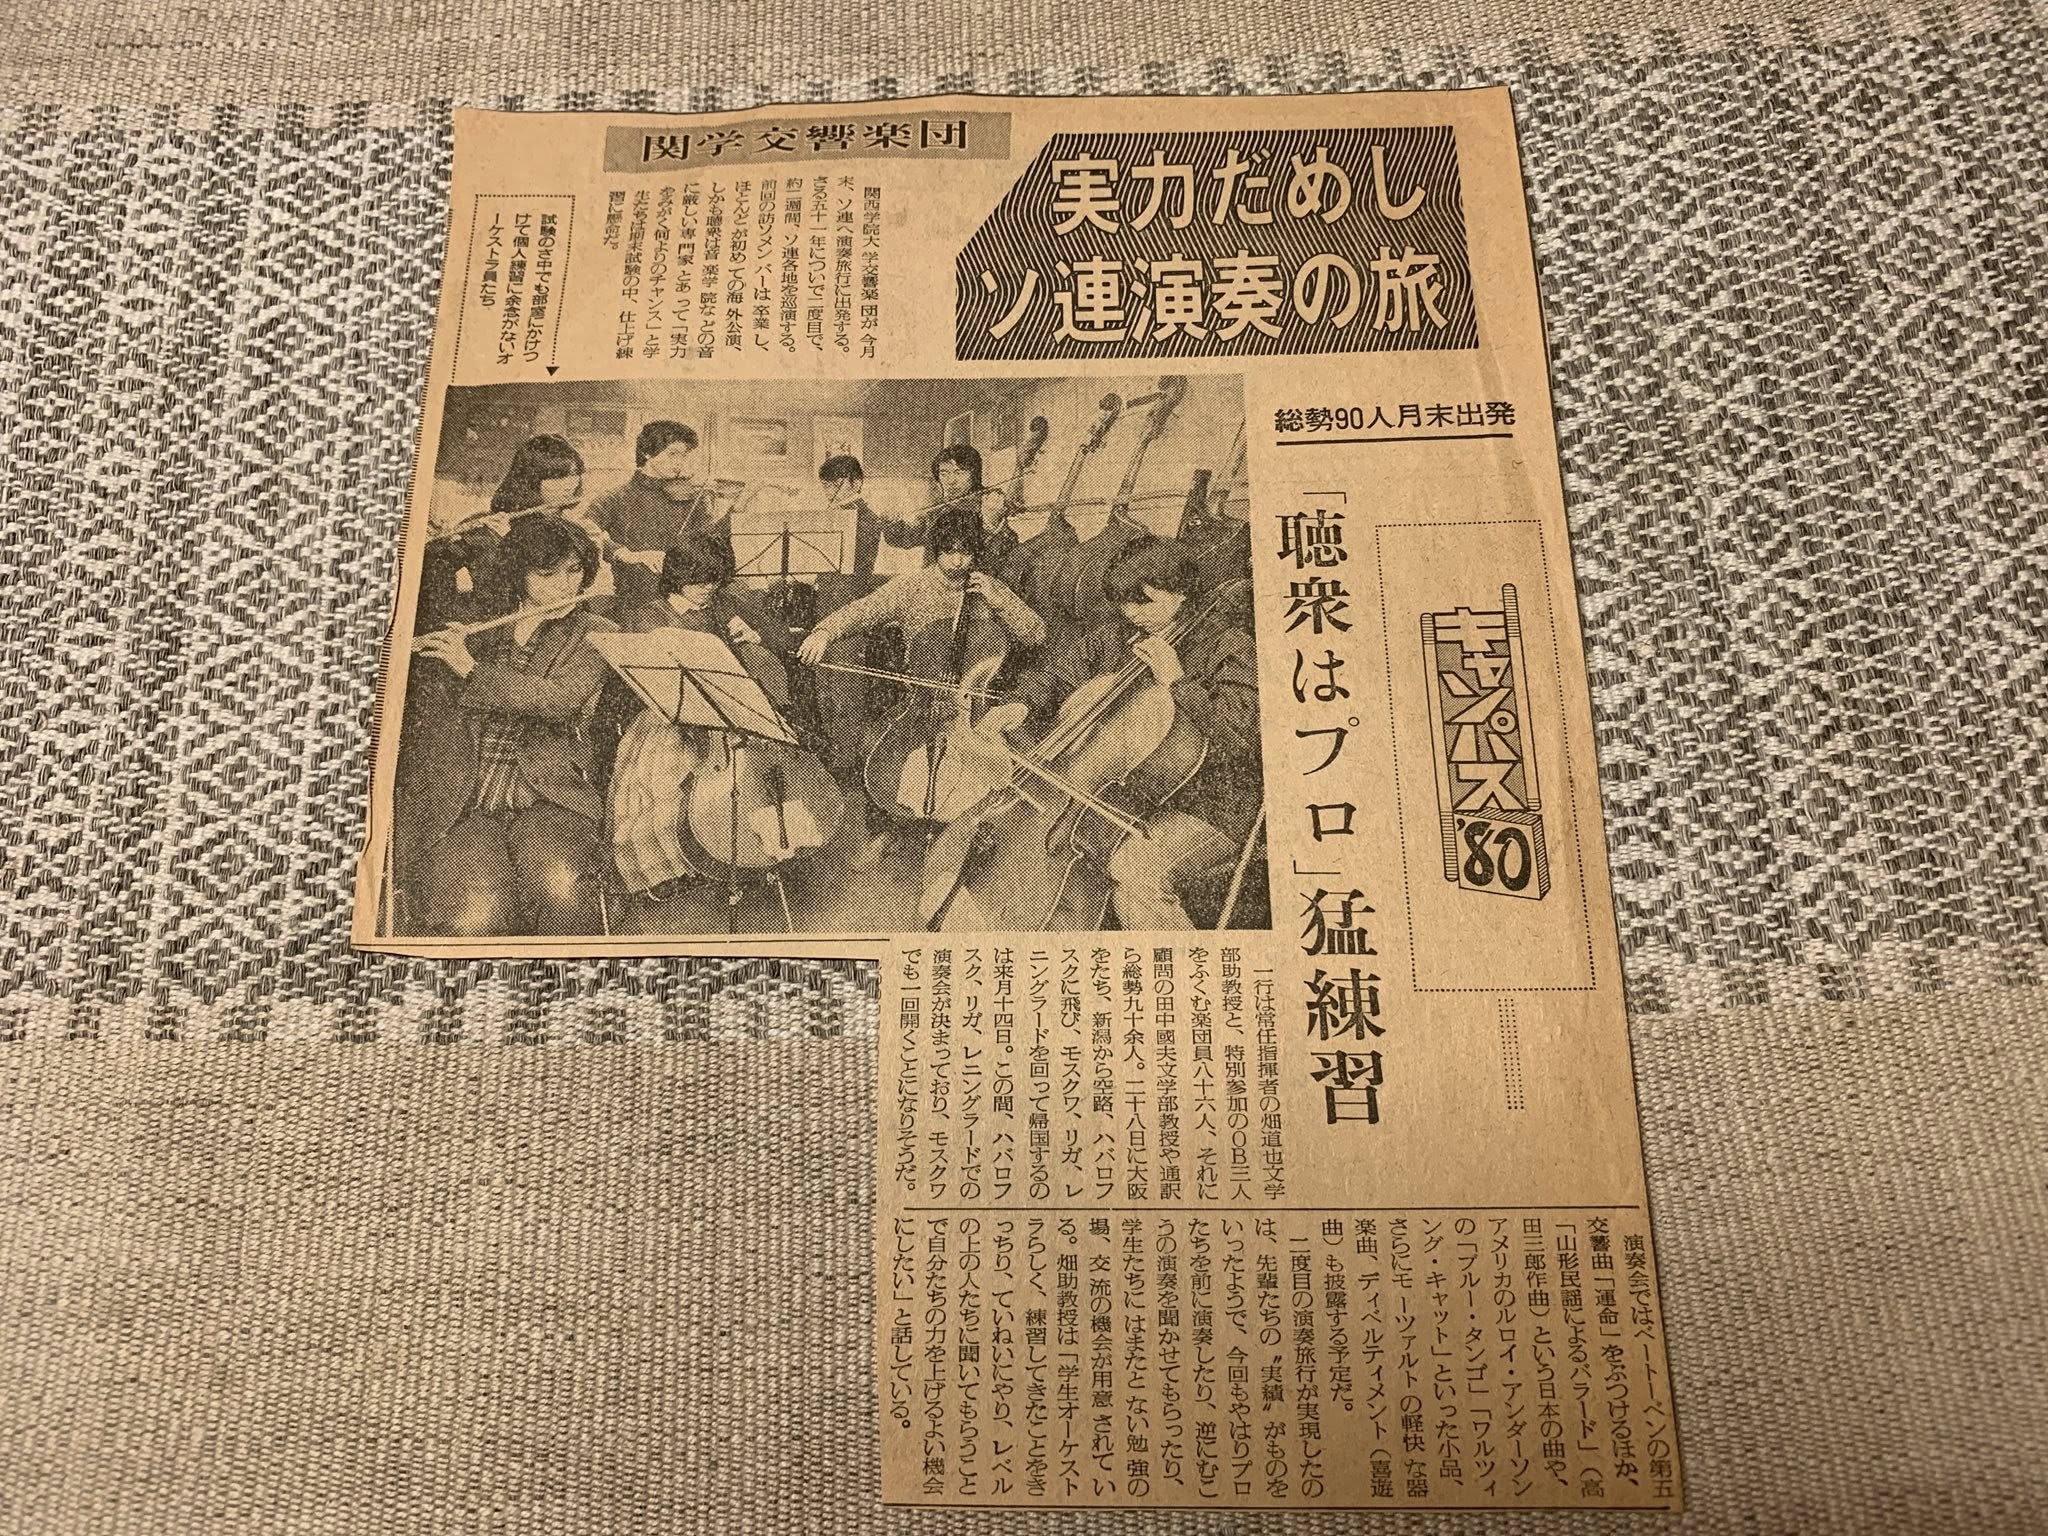 実力だめし
ソ連演奏の旅
関学交響楽団
総勢90人月末出発
「聴衆はプロ」猛練習
キャンパス
'80
関西学院大学交響楽団が今月
末、ソ連へ演奏旅行に出発する。
さる五十一年についで二度目で、
約二週間、ソ連各地を巡演する。
前回の訪ソメンバーは卒業し、
ほとんどが初めての海外公演、
しかも聴衆は音楽学院などの音
に厳しい専門家とあって「実力
をみがく何よりのチャンス」と学
生たちは期末試験の中、仕上げ練
習に懸命だ。
試験のさ中でも部室にかけつ
けて個人練習に余念がないオ
ーケストラ員たち
一行は常任指揮者の畑道也文学
部助教授と、特別参加のOB三人
をふくむ楽団員八十六人、それに
顧問の田中國夫文学部教授や通訳
ら総勢九十余人。二十八日に大阪
をたち、新潟から空路、ハバロフ
スクに飛び、モスクワ、リガ、レ
ニングラードを回って帰国するの
は来月十四日。この間、ハバロフ
スク、リガ、レニングラードでの
演奏会が決まっており、モスクワ
でも一回開くことになりそうだ。
演奏会ではベートーベンの第五
交響曲「運命」をぶつけるほか、
「山形民謡によるバラード」（高
田三郎作曲）という日本の曲や、
アメリカのルロイ・アンダーソン
の「ブルー・タンゴ」「ワルツィ
ング・キャット」といった小品、
さらにモーツァルトの軽快な器
楽曲、ディベルティメント（喜遊
曲）も披露する予定だ。
二度目の演奏旅行が実現したの
は、先輩たちの〝実績〟がものを
いったようで、今回もやはりプロ
たちを前に演奏したり、逆にむこ
うの演奏を聞かせてもらったり、
学生たちにはまたとない勉強の
場、交流の機会が用意されてい
る。畑助教授は「学生オーケスト
ラらしく、練習してきたことをき
っちり、ていねいにやり、レベル
の上の人たちに聞いてもらうこと
で自分たちの力を上げるよい機会
にしたい」と話している。